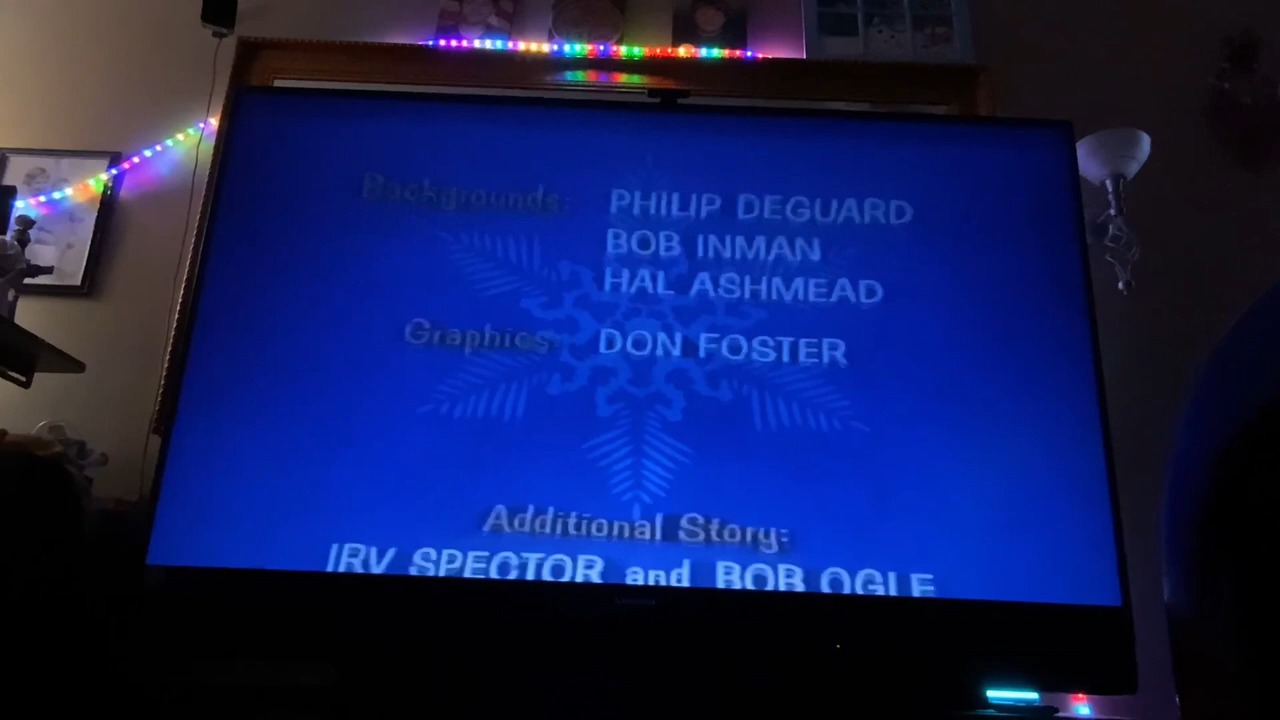 Backgrounds: PHILIP DEGUARD
BOB INMAN
HAL ASHMEAD
Graphics: DON FOSTER
Additional Story:
IRV SPECTOR and BOB OGLE